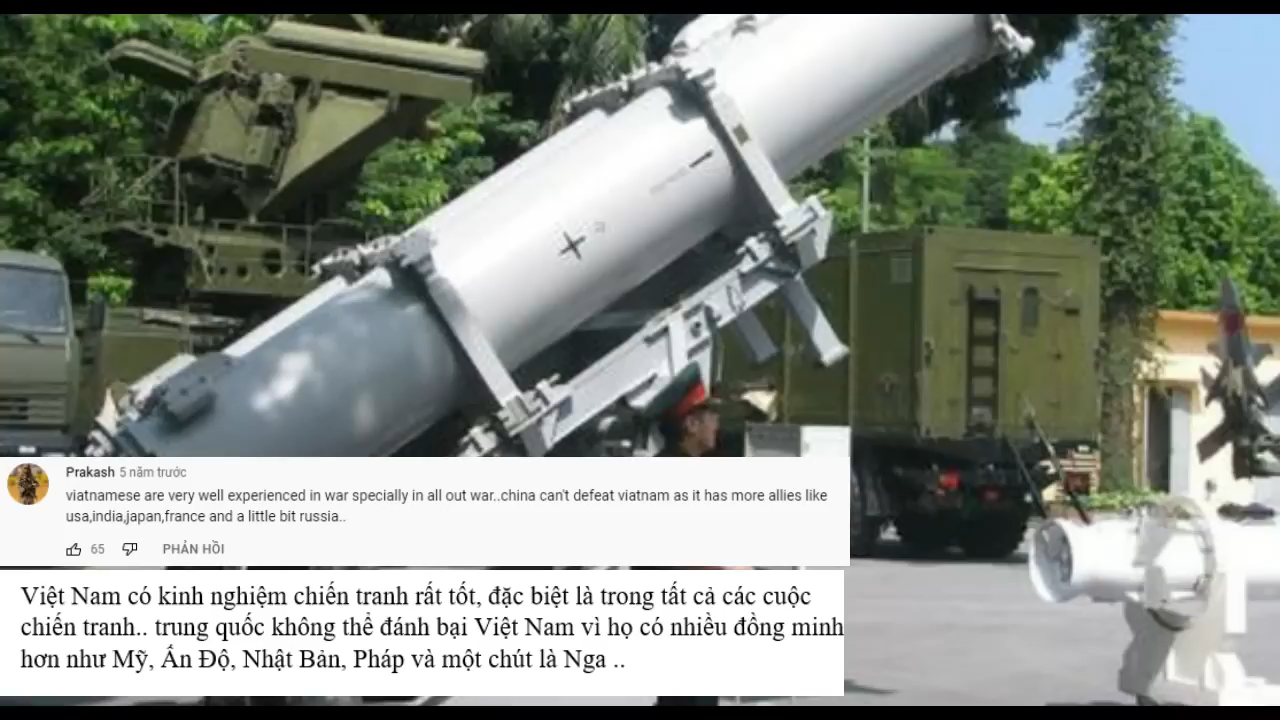 Prakash 5 năm trước
viatnamese are very well experienced in war specially in all out war..china can't defeat viatnam as it has more allies like
usa,india,japan,france and a little bit russia..
65 PHẢN HỒI
Việt Nam có kinh nghiệm chiến tranh rất tốt, đặc biệt là trong tất cả các cuộc
chiến tranh.. trung quốc không thể đánh bại Việt Nam vì họ có nhiều đồng minh
hơn như Mỹ, Ấn Độ, Nhật Bản, Pháp và một chút là Nga ..